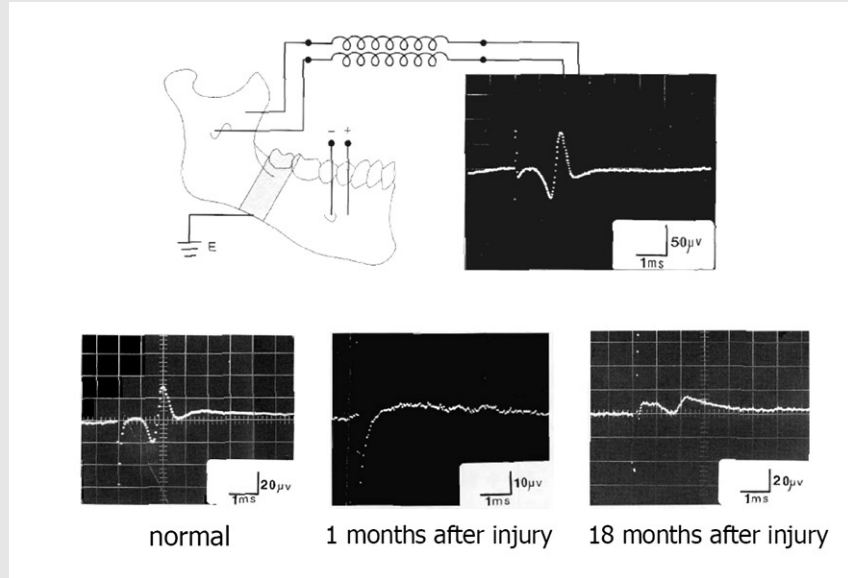 - +
E
50μv
1ms
20μv
1ms
10μv
1ms
20μv
1ms
normal
1 months after injury
18 months after injury